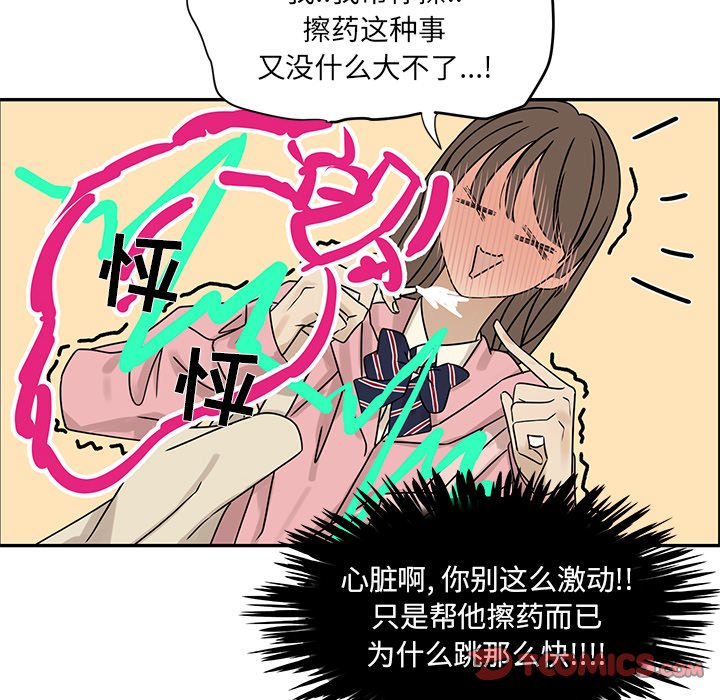 擦药这种事
又没什么大不了...!
怦
怦
心脏啊, 你别这么激动!!
只是帮他擦药而已
为什么跳那么快!!!!
TOOMICS.COM